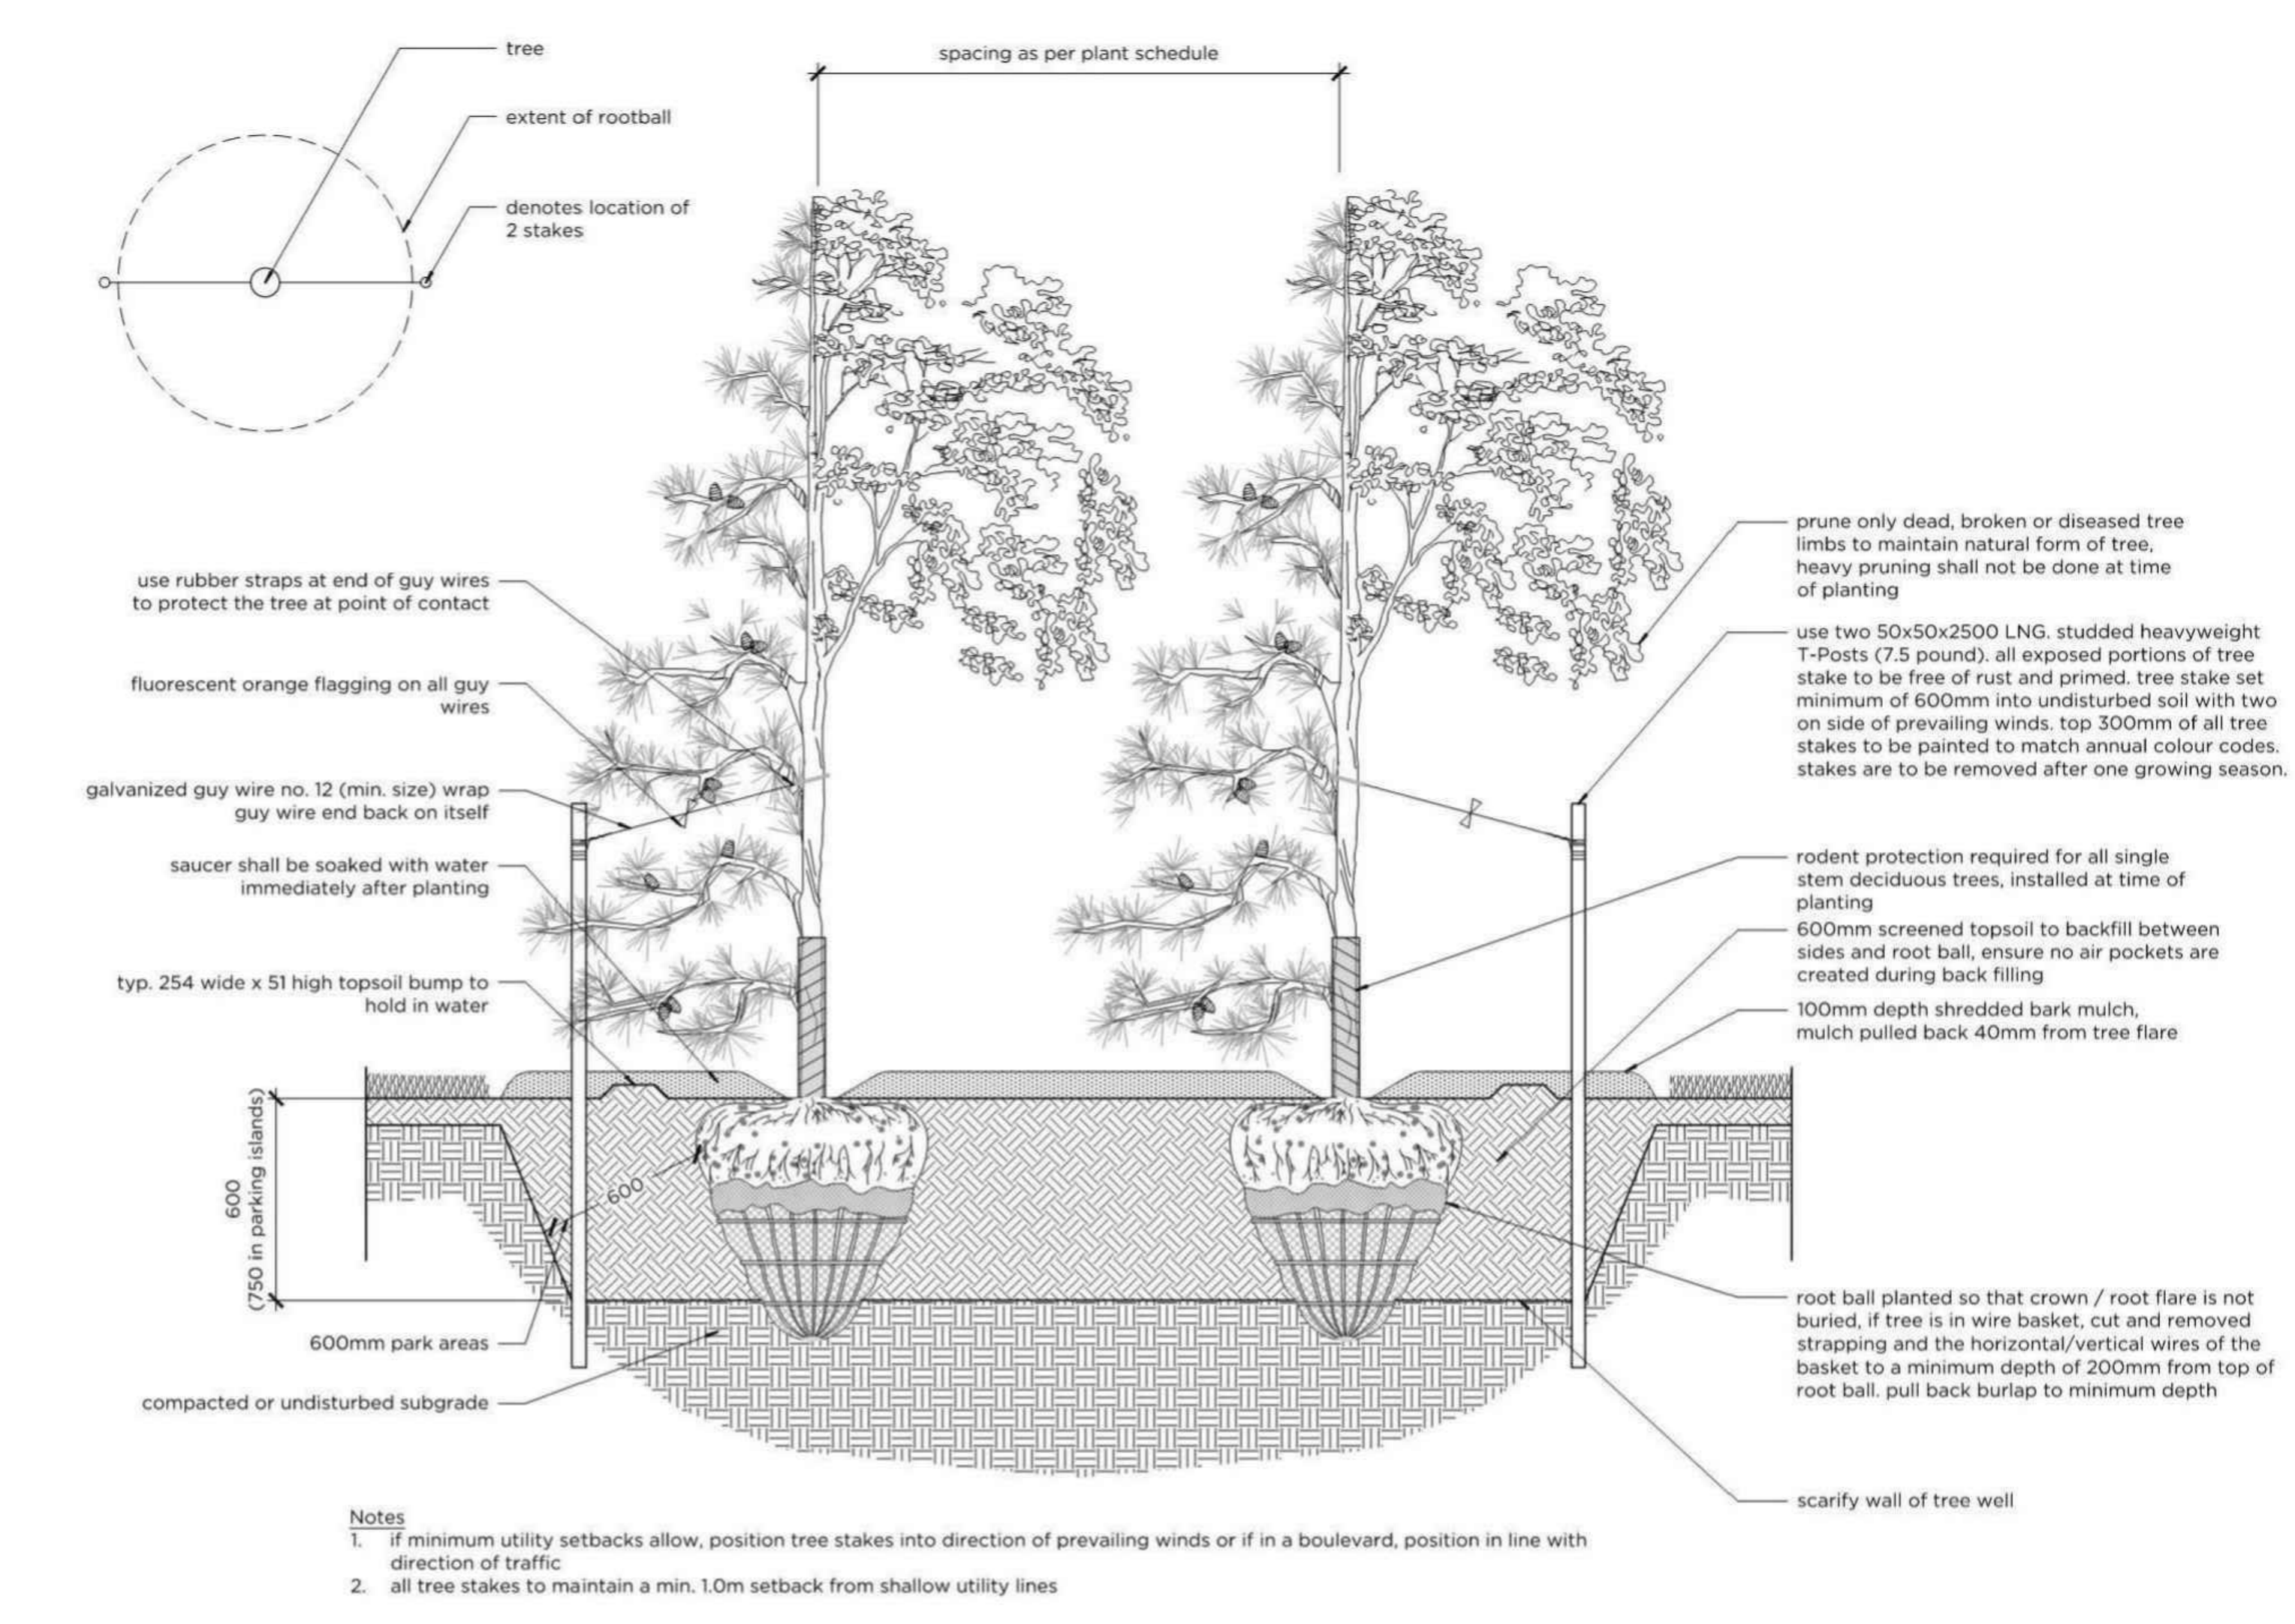 tree
spacing as per plant schedule
extent of rootball
denotes location of
2 stakes
use rubber straps at end of guy wires
to protect the tree at point of contact
fluorescent orange flagging on all guy
wires
galvanized guy wire no. 12 (min. size) wrap
guy wire end back on itself
saucer shall be soaked with water
immediately after planting
typ. 254 wide x 51 high topsoil bump to
hold in water
600
(750 in parking islands)
600
600mm park areas
compacted or undisturbed subgrade
prune only dead, broken or diseased tree
limbs to maintain natural form of tree,
heavy pruning shall not be done at time
of planting
use two 50x50x2500 LNG. studded heavyweight
T-Posts (7.5 pound). all exposed portions of tree
stake to be free of rust and primed. tree stake set
minimum of 600mm into undisturbed soil with two
on side of prevailing winds. top 300mm of all tree
stakes to be painted to match annual colour codes.
stakes are to be removed after one growing season.
rodent protection required for all single
stem deciduous trees, installed at time of
planting
600mm screened topsoil to backfill between
sides and root ball, ensure no air pockets are
created during back filling
100mm depth shredded bark mulch,
mulch pulled back 40mm from tree flare
root ball planted so that crown / root flare is not
buried, if tree is in wire basket, cut and removed
strapping and the horizontal/vertical wires of the
basket to a minimum depth of 200mm from top of
root ball. pull back burlap to minimum depth
scarify wall of tree well
Notes
1. if minimum utility setbacks allow, position tree stakes into direction of prevailing winds or if in a boulevard, position in line with
direction of traffic
2. all tree stakes to maintain a min. 1.0m setback from shallow utility lines